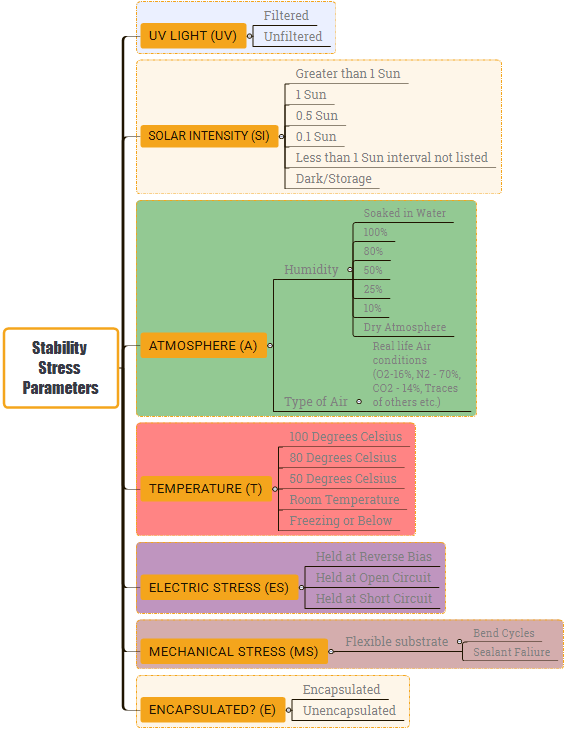 Stability
Stress
Parameters
UV LIGHT (UV)
Filtered
Unfiltered
SOLAR INTENSITY (SI)
Greater than 1 Sun
1 Sun
0.5 Sun
0.1 Sun
Less than 1 Sun interval not listed
Dark/Storage
ATMOSPHERE (A)
Humidity
Soaked in Water
100%
80%
50%
25%
10%
Dry Atmosphere
Type of Air
Real life Air
conditions
(O2-16%, N2 - 70%,
CO2 - 14%, Traces
of others etc.)
TEMPERATURE (T)
100 Degrees Celsius
80 Degrees Celsius
50 Degrees Celsius
Room Temperature
Freezing or Below
ELECTRIC STRESS (ES)
Held at Reverse Bias
Held at Open Circuit
Held at Short Circuit
MECHANICAL STRESS (MS)
Flexible substrate
Bend Cycles
Sealant Faliure
ENCAPSULATED? (E)
Encapsulated
Unencapsulated